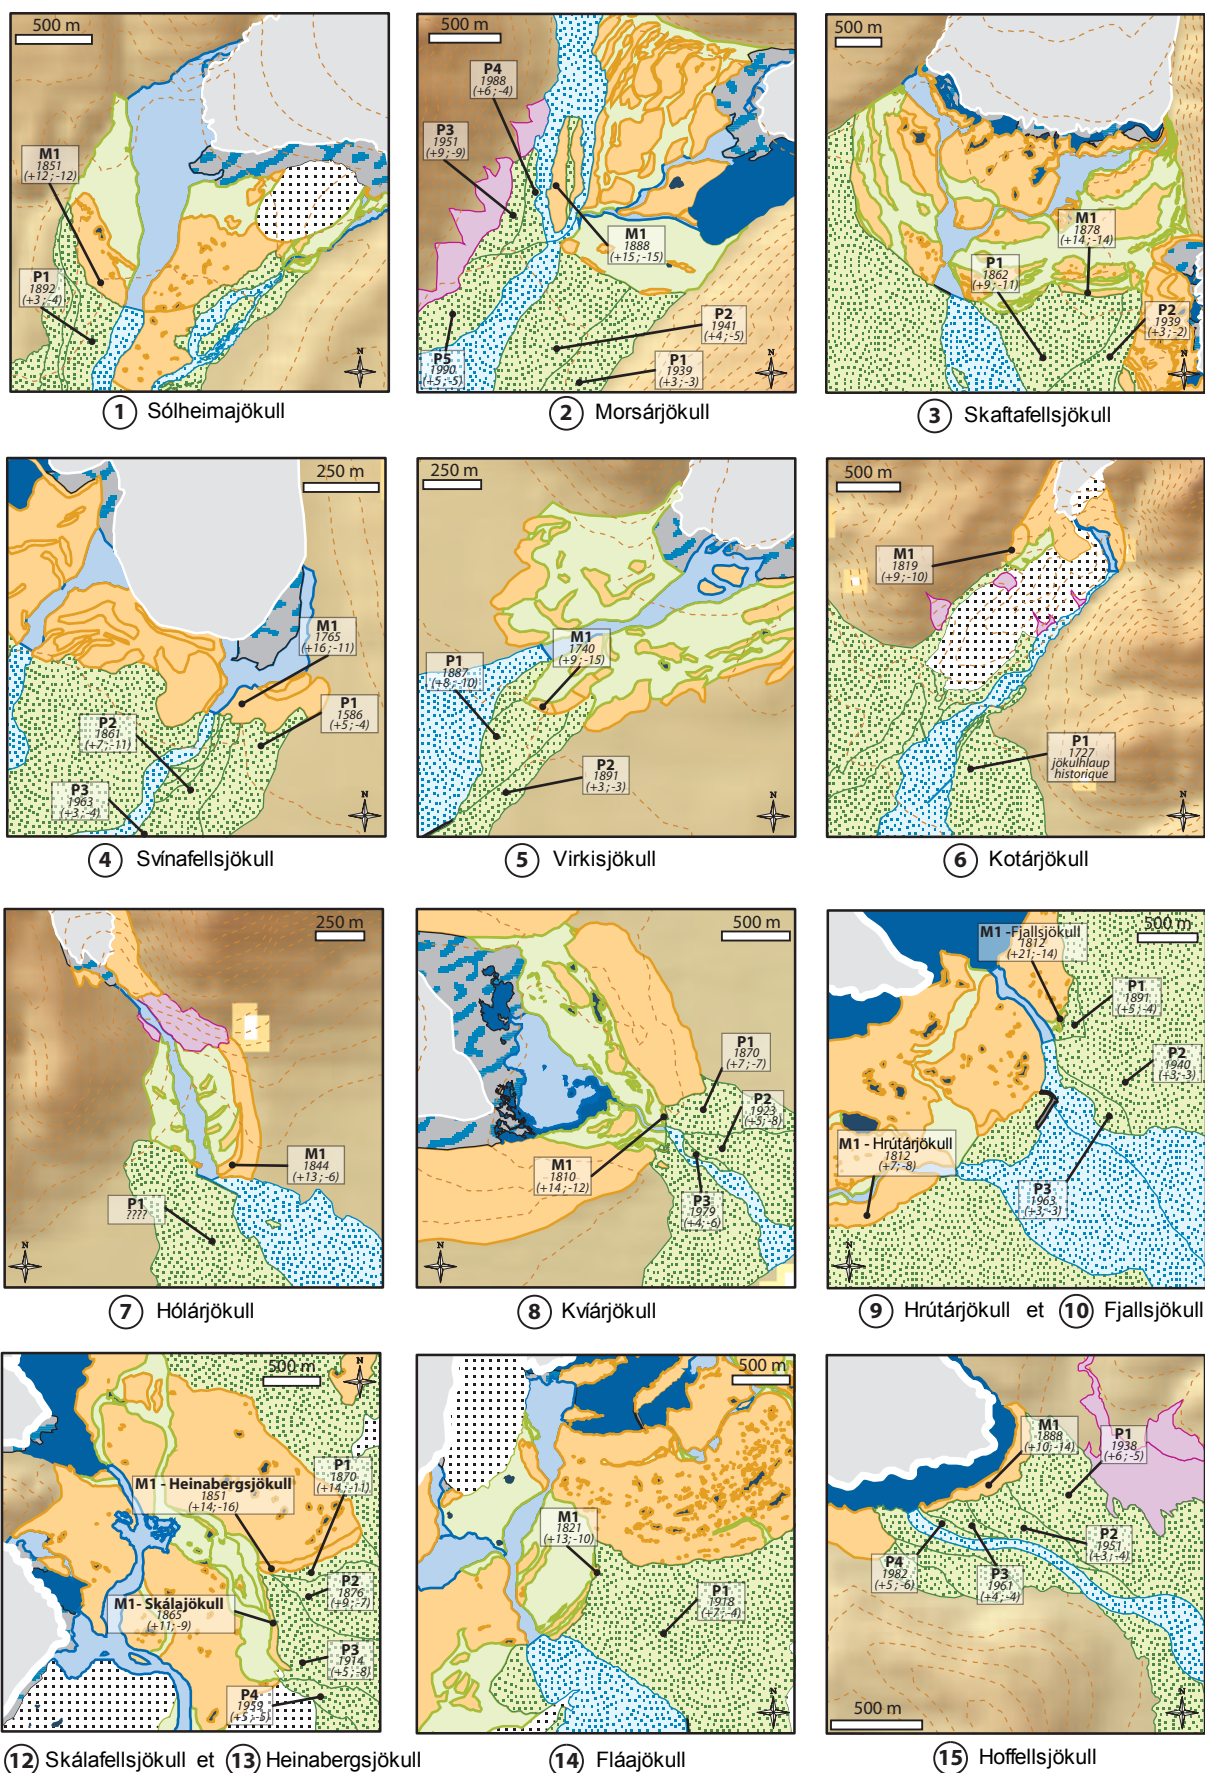 500 m
M1
1851
(+12 ; -12)
P1
1892
(+3 ; -4)
N
1 Sólheimajökull
500 m
P4
1988
(+6 ; -4)
P3
1951
(+9 ; -9)
M1
1888
(+15 ; -15)
P2
1941
(+4 ; -5)
P5
1990
(+5 ; -5)
P1
1939
(+3 ; -3)
N
2 Morsárjökull
500 m
M1
1878
(+14 ; -14)
P1
1862
(+9 ; -11)
P2
1939
(+3 ; -2)
N
3 Skaftafellsjökull
250 m
M1
1765
(+16 ; -11)
P1
1586
(+5 ; -4)
P2
1861
(+7 ; -11)
P3
1963
(+3 ; -4)
N
4 Svínafellsjökull
250 m
M1
1740
(+9 ; -15)
P1
1887
(+8 ; -10)
P2
1891
(+3 ; -3)
N
5 Virkisjökull
500 m
M1
1819
(+9 ; -10)
P1
1727
jökulhlaup
historique
N
6 Kotárjökull
250 m
M1
1844
(+13 ; -6)
P1
????
N
7 Hólárjökull
500 m
P1
1870
(+7 ; -7)
P2
1923
(+5 ; -8)
M1
1810
(+14 ; -12)
P3
1979
(+4 ; -6)
N
8 Kvíárjökull
500 m
M1 -Fjallsjökull
1812
(+21 ; -14)
P1
1891
(+5 ; -4)
P2
1940
(+3 ; -3)
M1 - Hrútárjökull
1812
(+7 ; -8)
P3
1963
(+3 ; -3)
N
9 Hrútárjökull et 10 Fjallsjökull
500 m
N
P1
1870
(+14 ; -11)
M1 - Heinabergsjökull
1851
(+14; -16)
P2
1876
(+9 ; -7)
M1- Skálajökull
1865
(+11 ; -9)
P3
1914
(+5 ; -8)
P4
1959
(+5 ; -5)
12 Skálafellsjökull et 13 Heinabergsjökull
500 m
M1
1821
(+13; -10)
P1
1918
(+7 ; -4)
N
14 Fláajökull
M1
1888
(+10 ; -14)
P1
1938
(+6 ; -5)
P2
1951
(+3 ; -4)
P4
1982
(+5 ; -6)
P3
1961
(+4 ; -4)
500 m
N
15 Hoffellsjökull